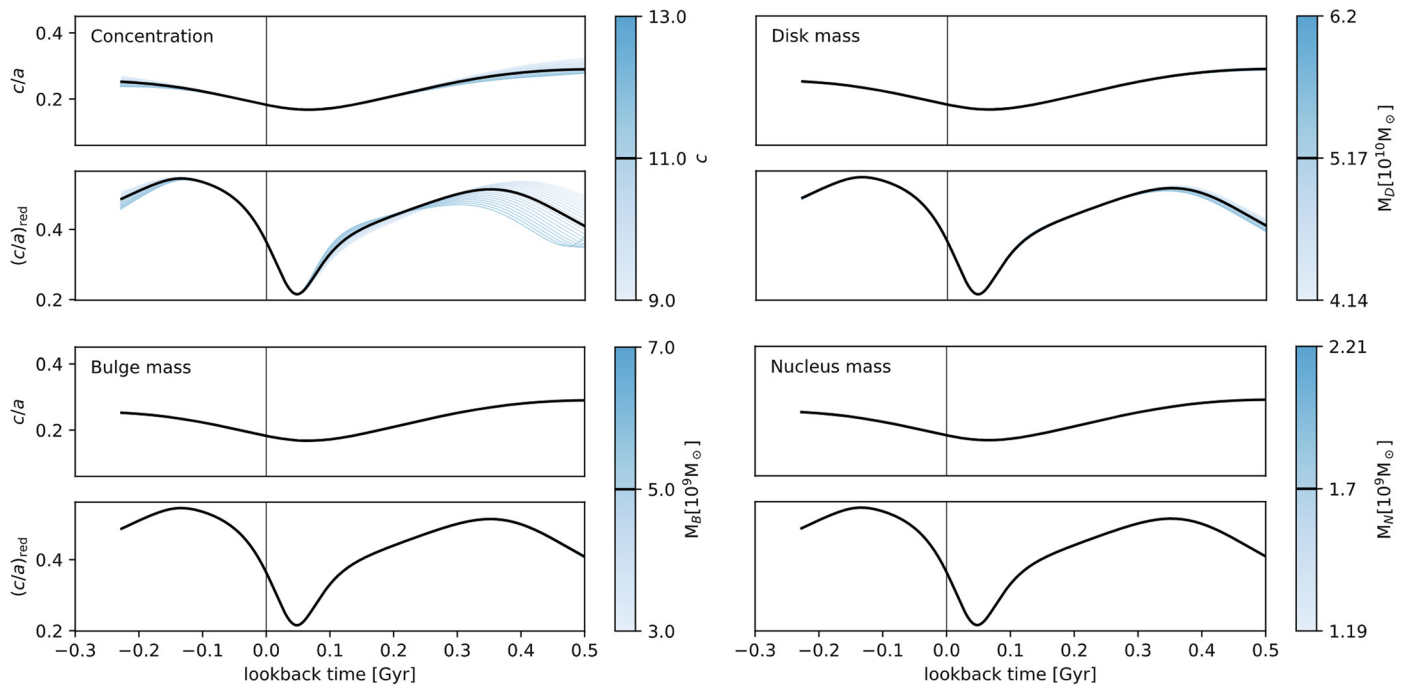 Concentration
c/a
0.4
0.2
(c/a)red
0.4
0.2
13.0
11.0
9.0
c
Disk mass
6.2
5.17
4.14
M_D[10^10M_⊙]
Bulge mass
c/a
0.4
0.2
(c/a)red
0.4
0.2
−0.3 −0.2 −0.1 0.0 0.1 0.2 0.3 0.4 0.5
lookback time [Gyr]
7.0
5.0
3.0
M_B[10^9M_⊙]
Nucleus mass
−0.3 −0.2 −0.1 0.0 0.1 0.2 0.3 0.4 0.5
lookback time [Gyr]
2.21
1.7
1.19
M_N[10^9M_⊙]